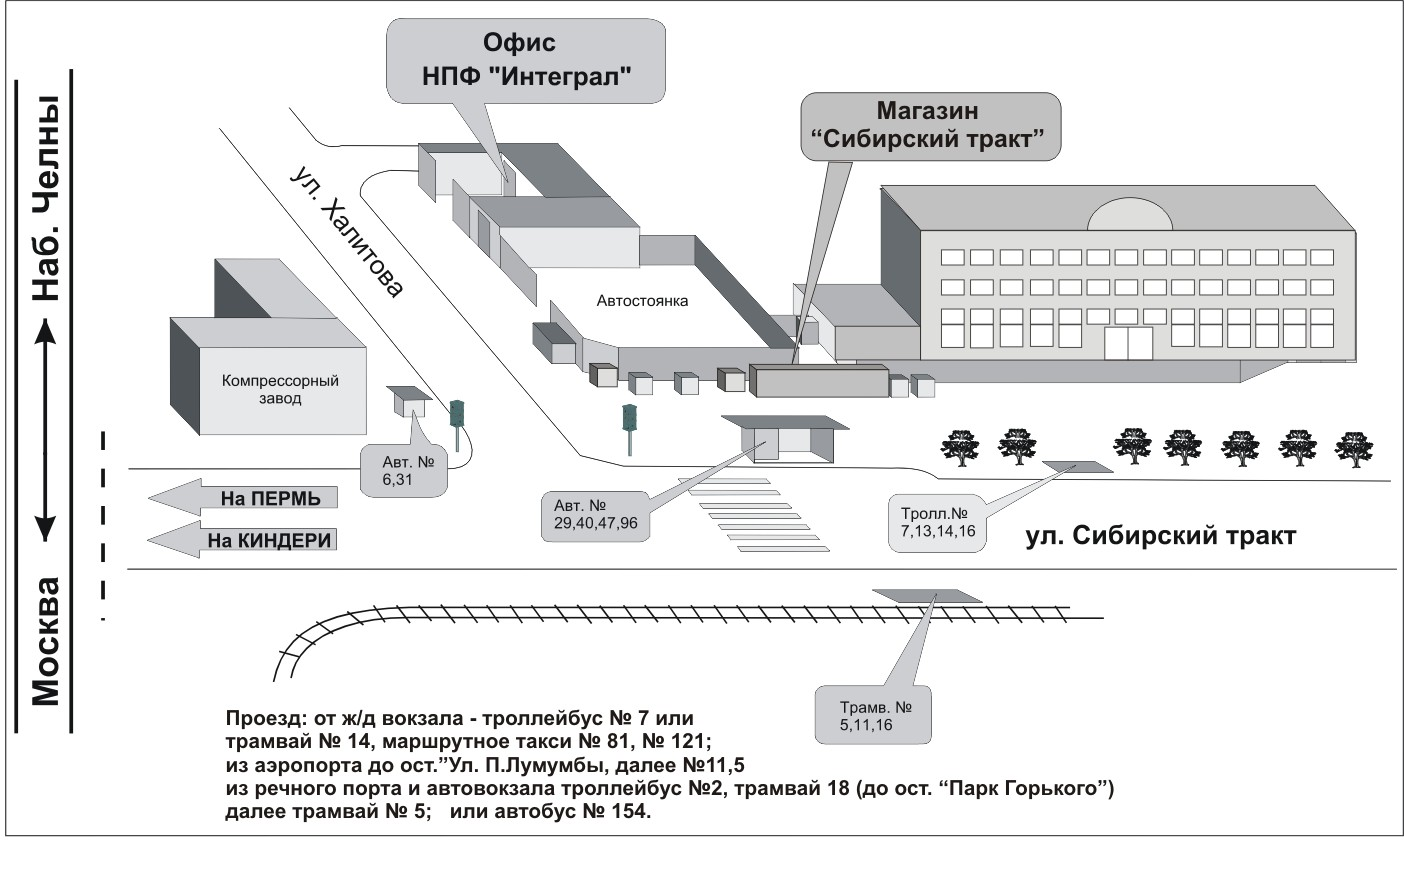 Офис
НПФ "Интеграл"
Магазин
“Сибирский тракт”
Наб. Челны
Москва
ул. Халитова
Автостоянка
Компрессорный
завод
Авт. №
6,31
Авт. №
29,40,47,96
Тролл.№
7,13,14,16
На ПЕРМЬ
На КИНДЕРИ
ул. Сибирский тракт
Трамв. №
5,11,16
Проезд: от ж/д вокзала - троллейбус № 7 или
трамвай № 14, маршрутное такси № 81, № 121;
из аэропорта до ост.”Ул. П.Лумумбы, далее №11,5
из речного порта и автовокзала троллейбус №2, трамвай 18 (до ост. “Парк Горького”)
далее трамвай № 5; или автобус № 154.